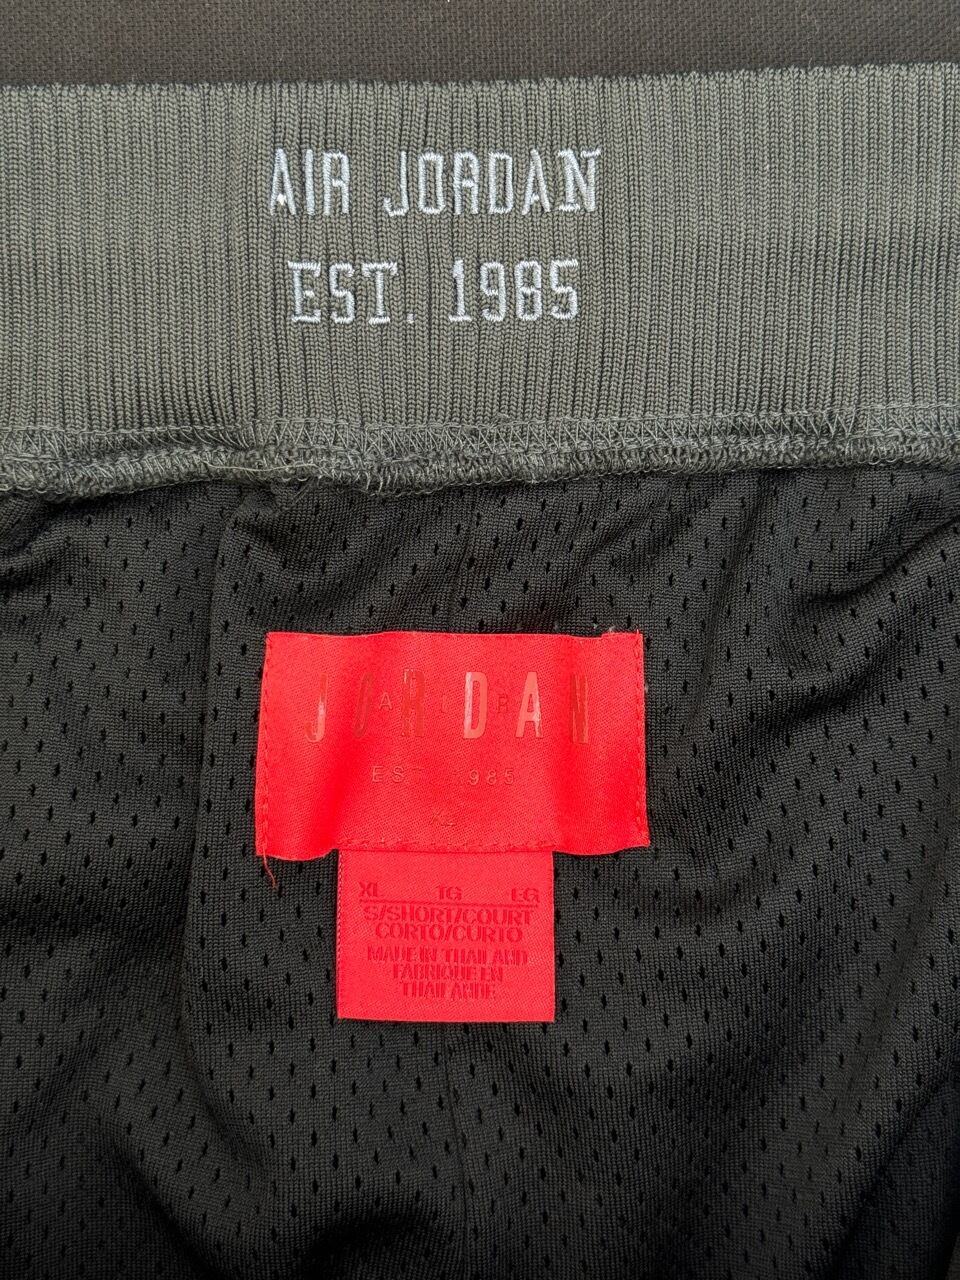 AIR JORDAN
EST. 1985
JORDAN
AIR
EST 1985
XL
XL TG EG
S/SHORT/COURT
CORTO/CURTO
MADE IN THAILAND
FABRIQUE EN
THAILANDE